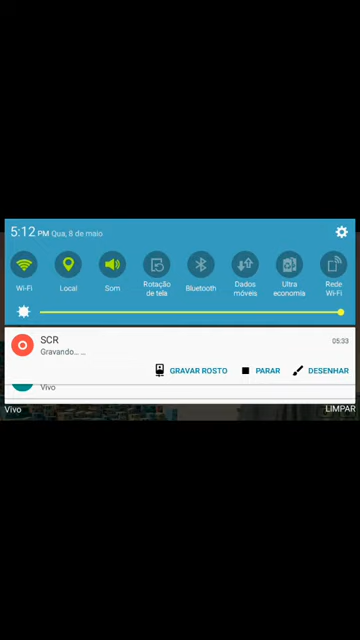 5:12 PM Qua, 8 de maio
Wi-Fi
Local
Som
Rotação
de tela
Bluetooth
Dados
móveis
Ultra
economia
Rede
Wi-Fi
SCR
05:33
Gravando... ...
GRAVAR ROSTO
PARAR
DESENHAR
Vivo
Vivo
LIMPAR